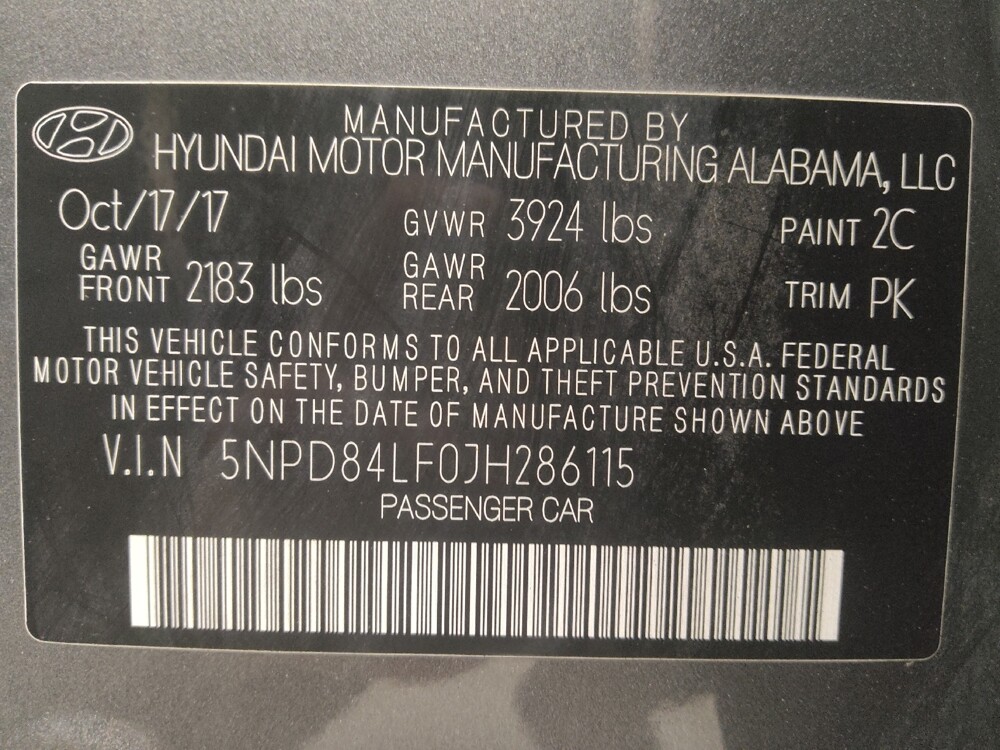 MANUFACTURED BY
HYUNDAI MOTOR MANUFACTURING ALABAMA, LLC
Oct/17/17 GVWR 3924 lbs PAINT 2C
GAWR FRONT 2183 lbs GAWR REAR 2006 lbs TRIM PK
THIS VEHICLE CONFORMS TO ALL APPLICABLE U.S.A. FEDERAL
MOTOR VEHICLE SAFETY, BUMPER, AND THEFT PREVENTION STANDARDS
IN EFFECT ON THE DATE OF MANUFACTURE SHOWN ABOVE
V.I.N 5NPD84LF0JH286115
PASSENGER CAR